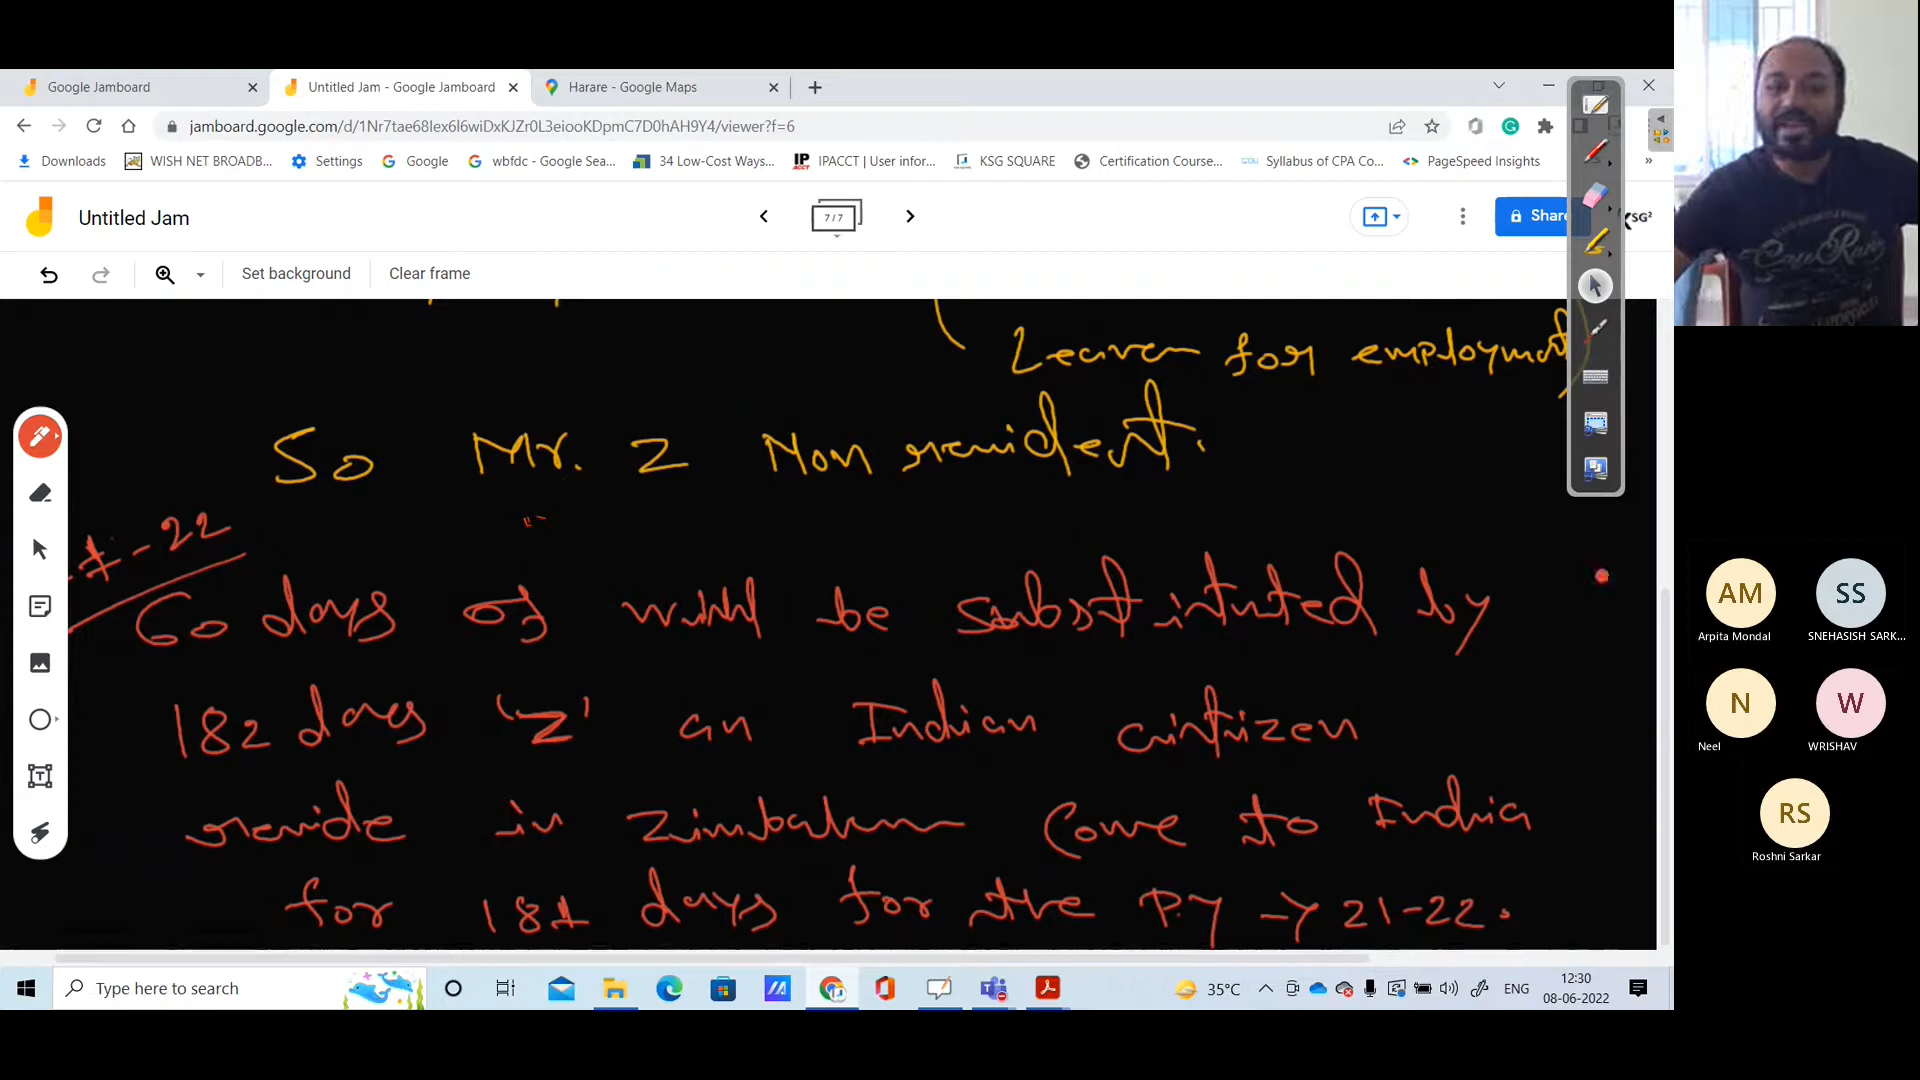 Google Jamboard
Untitled Jam - Google Jamboard
Harare - Google Maps
jamboard.google.com/d/1Nr7tae68Iex6l6wiDxKJZr0L3eiooKDpmC7D0hAH9Y4/viewer?f=6
Downloads WISH NET BROADB... Settings Google wbfdc - Google Sea... 34 Low-Cost Ways... IPACCT | User infor... KSG SQUARE Certification Course... Syllabus of CPA Co... PageSpeed Insights »
Untitled Jam
7 / 7
Share
KSG²
Set background Clear frame
Leaves for employment
So Mr. Z Non resident.
-22
60 days of will be substituted by
182 days 'Z' an Indian citizen
reside in Come to India
for 181 days for the P.Y → 21-22.
Type here to search
35°C
ENG
12:30
08-06-2022
AM
Arpita Mondal
SS
SNEHASISH SARK...
N
Neel
W
WRISHAV
RS
Roshni Sarkar